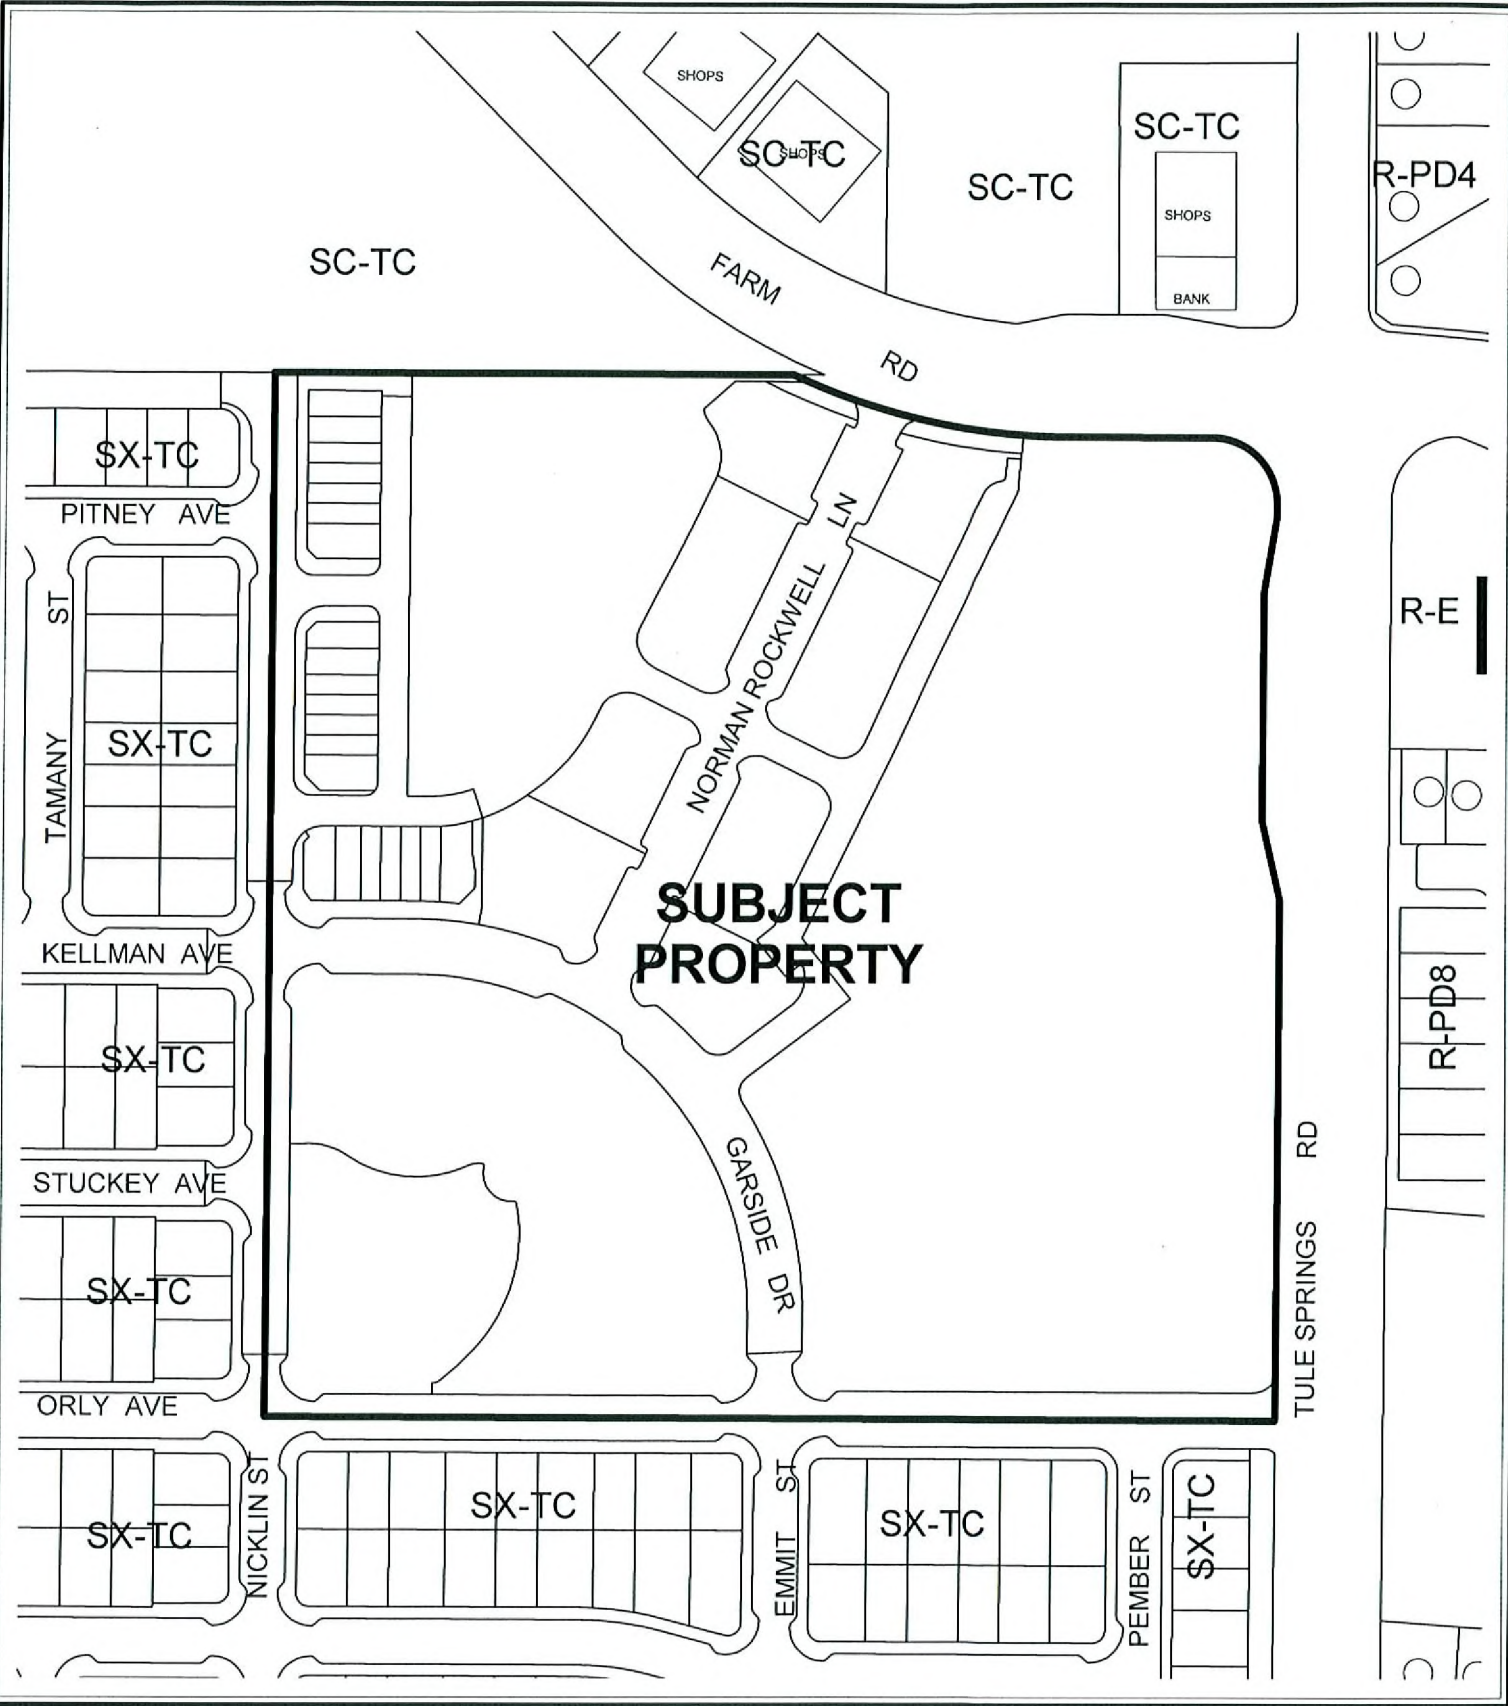 SHOPS
SC-TC
SHOPS
SC-TC
SC-TC
SHOPS
BANK
R-PD4
SC-TC
FARM RD
SX-TC
PITNEY AVE
TAMANY ST
SX-TC
NORMAN ROCKWELL LN
R-E
SUBJECT
PROPERTY
KELLMAN AVE
SX-TC
R-PD8
STUCKEY AVE
GARSIDE DR
TULE SPRINGS RD
SX-TC
ORLY AVE
SX-TC
NICKLIN ST
SX-TC
EMMIT ST
SX-TC
PEMBER ST
SX-TC